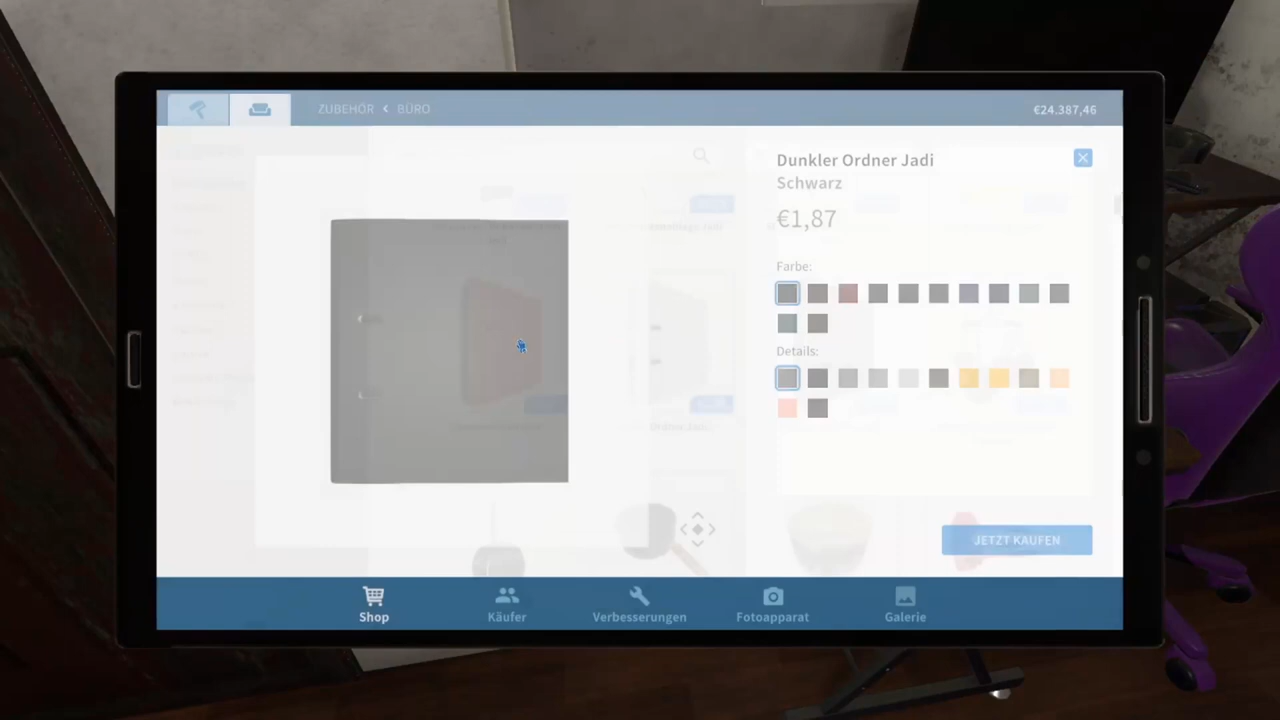 ZUBEHÖR < BÜRO
€24.387,46
Dunkler Ordner Jadi
Schwarz
€1,87
Farbe:
Details:
JETZT KAUFEN
Shop
Käufer
Verbesserungen
Fotoapparat
Galerie